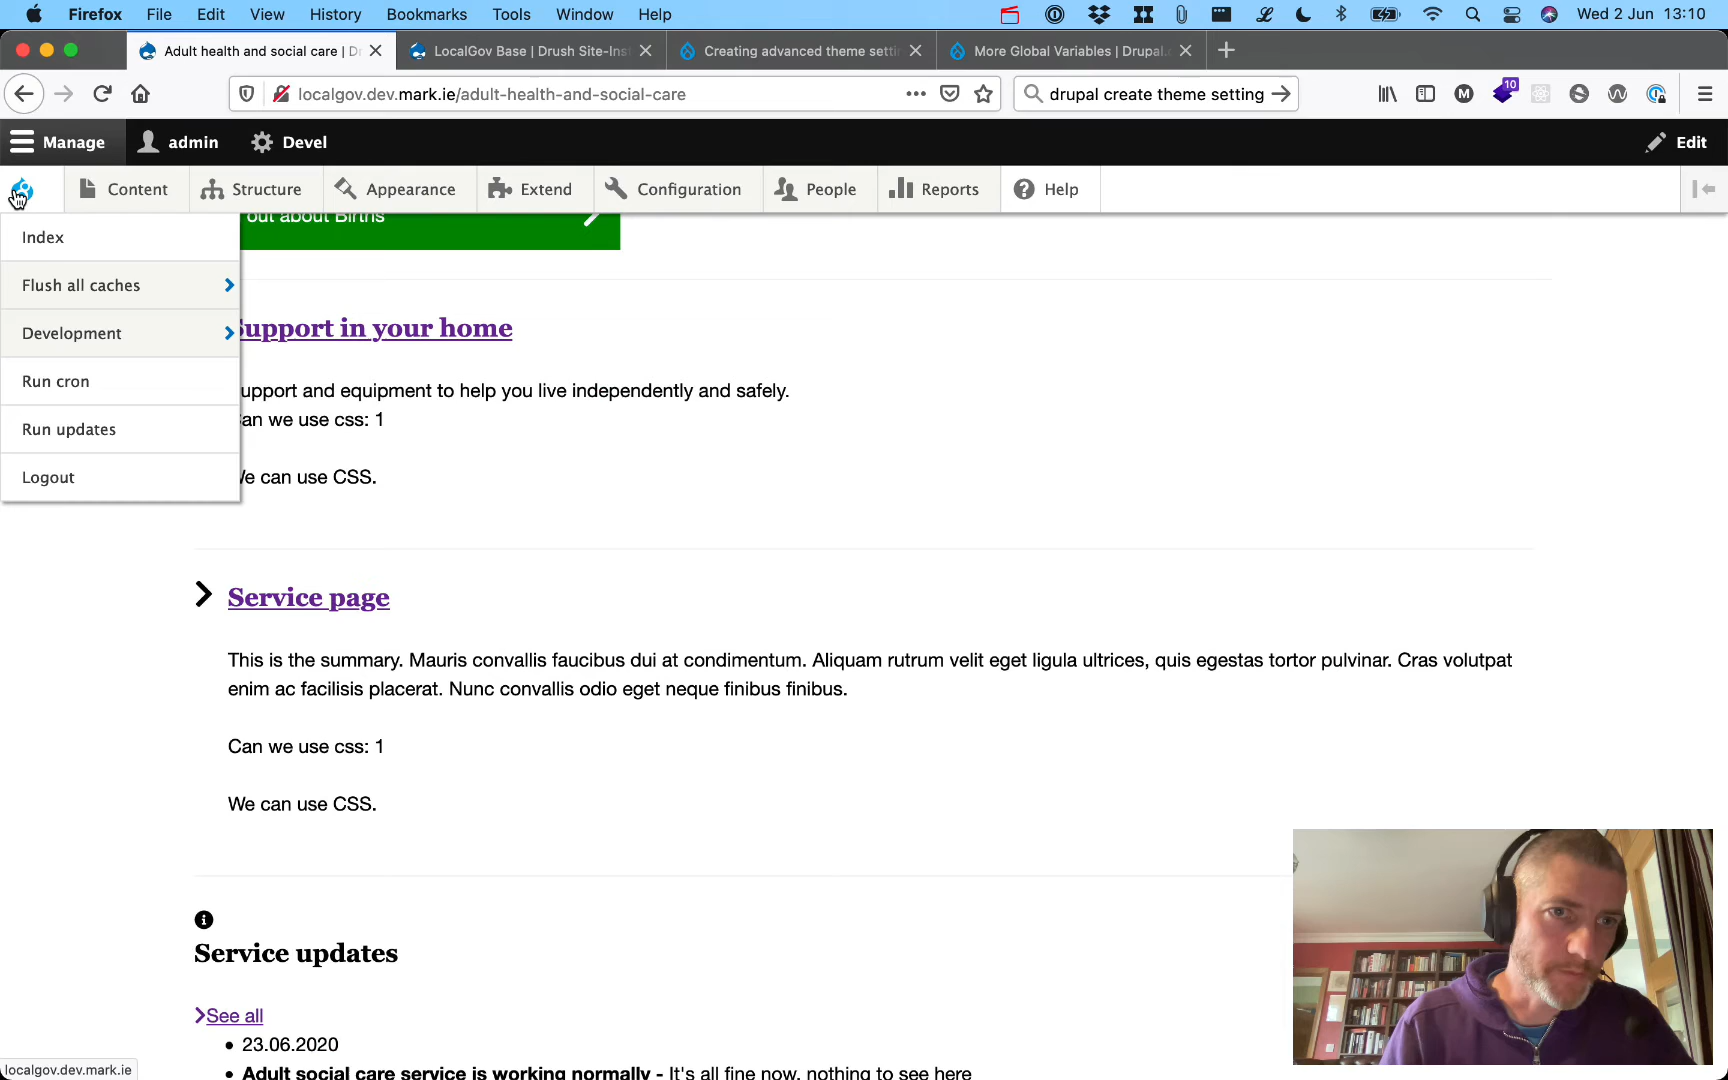 Firefox File Edit View History Bookmarks Tools Window Help Wed 2 Jun 13:10
Adult health and social care | Dr
LocalGov Base | Drush Site-Inst
Creating advanced theme setti
More Global Variables | Drupal.o
localgov.dev.mark.ie/adult-health-and-social-care
drupal create theme setting
10
Manage admin Devel Edit
Content Structure Appearance Extend Configuration People Reports Help
out about Births
Index
Flush all caches
Development
Run cron
Run updates
Logout
Support in your home
upport and equipment to help you live independently and safely.
an we use css: 1
We can use CSS.
Service page
This is the summary. Mauris convallis faucibus dui at condimentum. Aliquam rutrum velit eget ligula ultrices, quis egestas tortor pulvinar. Cras volutpat
enim ac facilisis placerat. Nunc convallis odio eget neque finibus finibus.
Can we use css: 1
We can use CSS.
Service updates
See all
23.06.2020
Adult social care service is working normally - It's all fine now, nothing to see here
localgov.dev.mark.ie